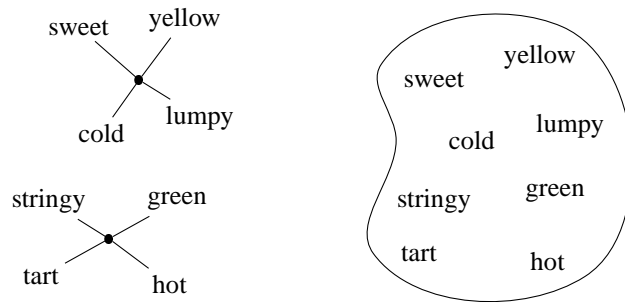 sweet
yellow
cold
lumpy
stringy
green
tart
hot
sweet
yellow
cold
lumpy
stringy
green
tart
hot